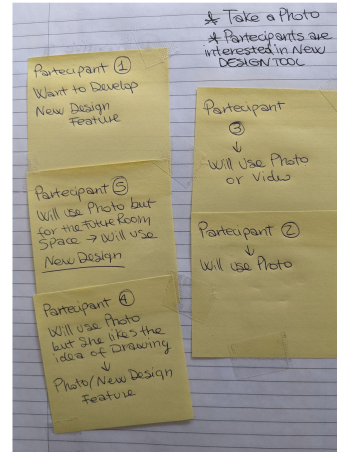 * Take a Photo
* Partecipants are
interested in NEW
DESIGN TOOL
Partecipant ①
Want to Develop
New Design
Feature
Partecipant
③
↓
Will Use Photo
or Video
Partecipant ⑤
Will use Photo but
for the Future Room
Space → Will use
New Design
Partecipant ②
↓
Will use Photo
Partecipant ④
Will use Photo
but She likes the
idea of Drawing
↓
Photo/New Design
Feature